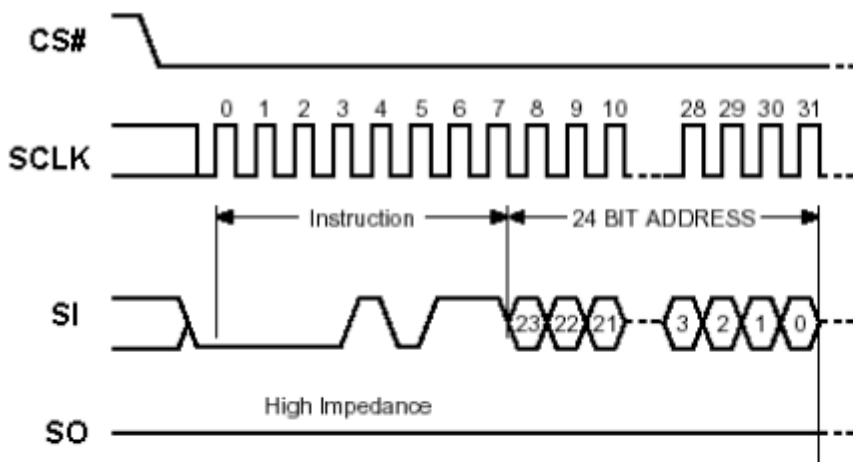 CS#
0 1 2 3 4 5 6 7 8 9 10 28 29 30 31
SCLK
Instruction 24 BIT ADDRESS
SI
23 22 21 3 2 1 0
High Impedance
SO